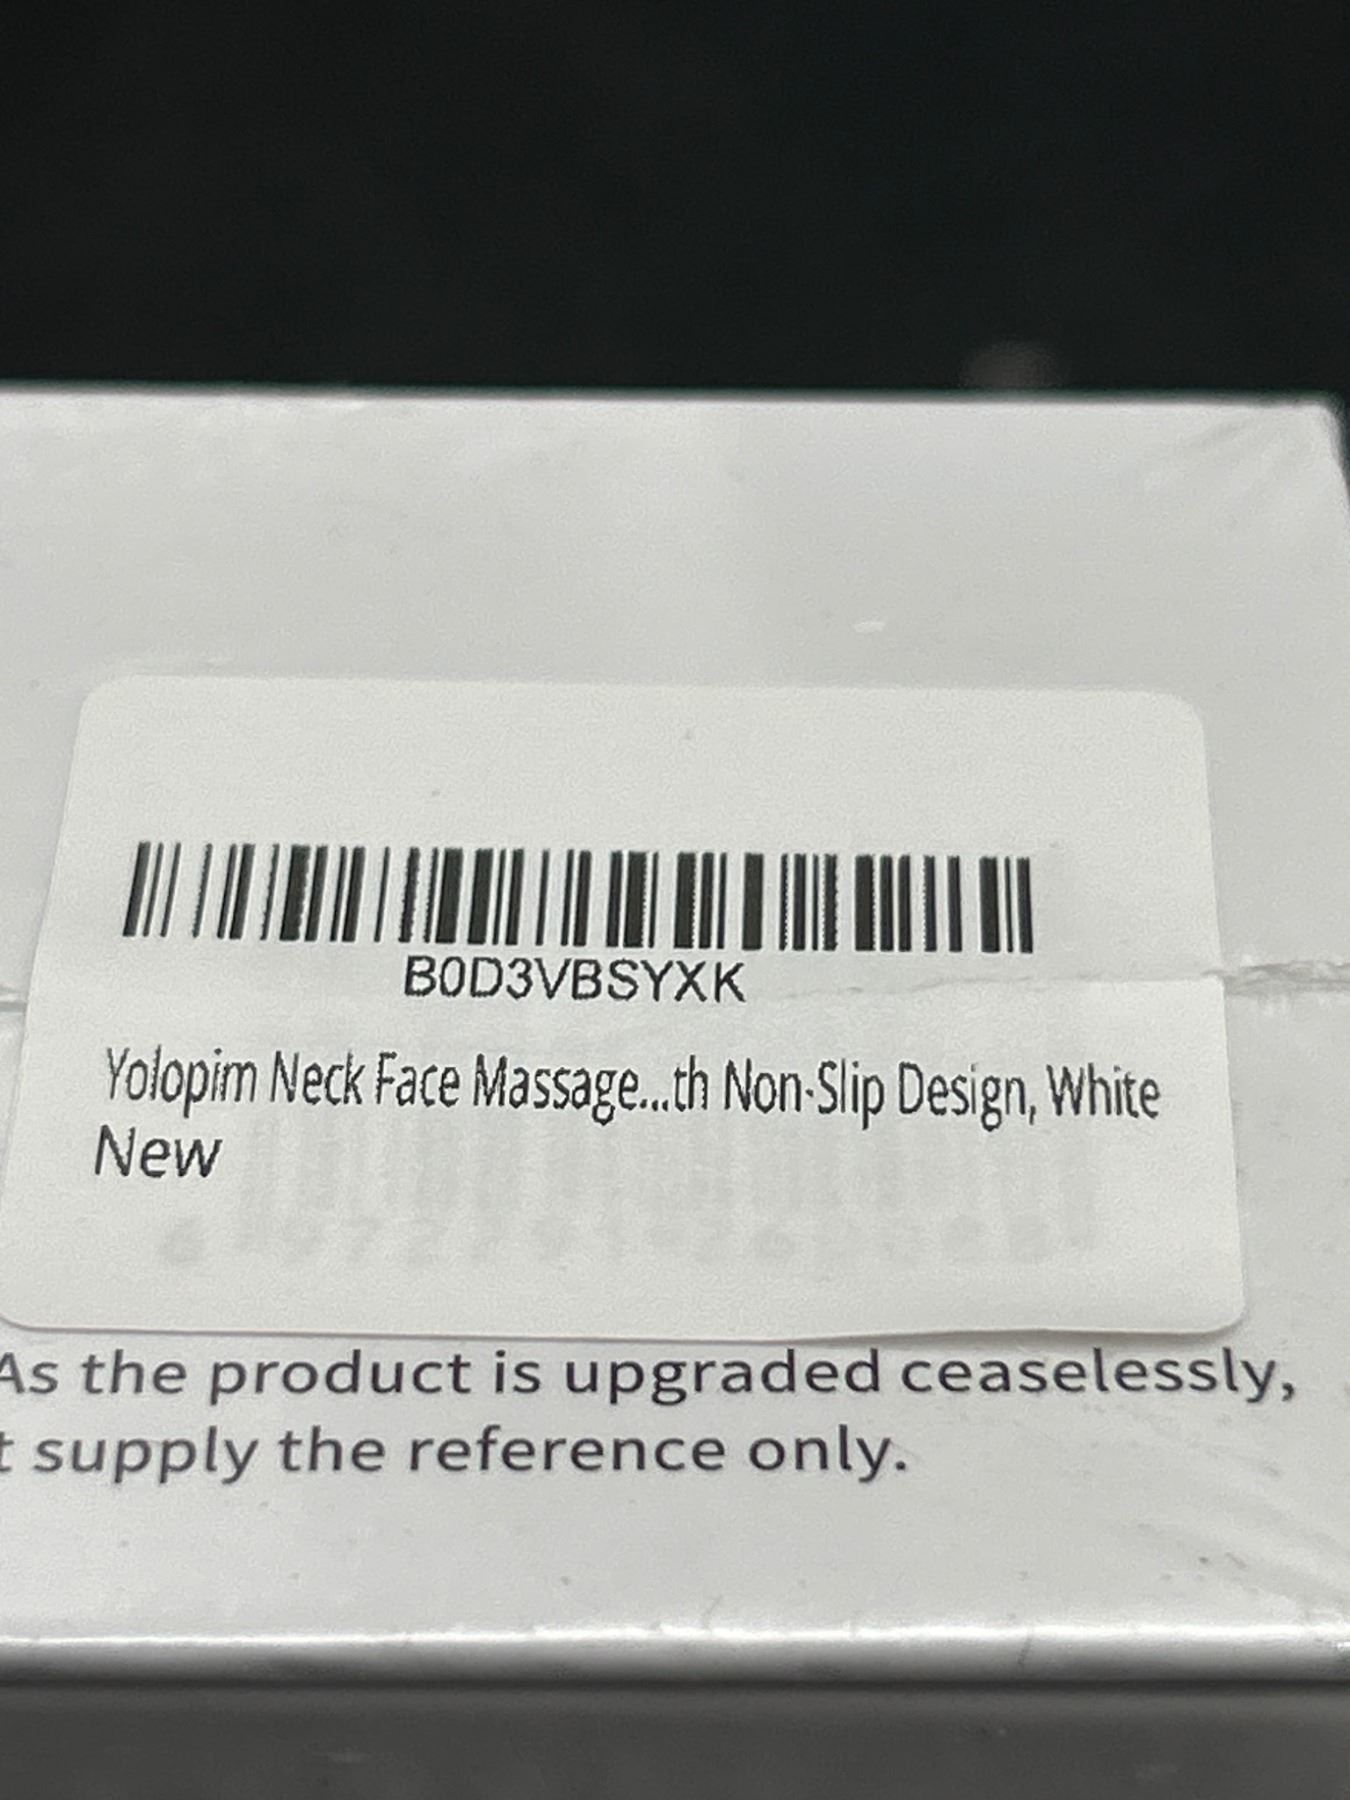 B0D3VBSYXK
Yolopim Neck Face Massage...th Non-Slip Design, White
New
As the product is upgraded ceaselessly,
t supply the reference only.